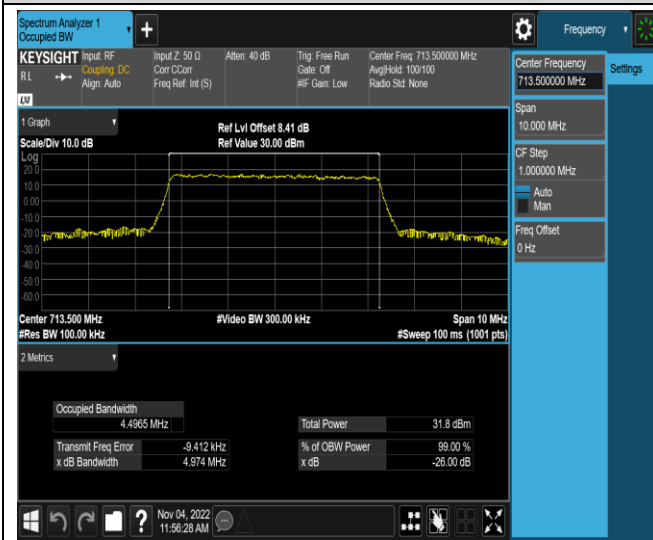 Spectrum Analyzer 1
Occupied BW
Frequency
KEYSIGHT
RL
LXI
Input: RF
Coupling: DC
Align: Auto
Input Z: 50 Ω
Corr CCorr
Freq Ref: Int (S)
Atten: 40 dB
Trig: Free Run
Gate: Off
#IF Gain: Low
Center Freq: 713.500000 MHz
Avg|Hold: 100/100
Radio Std: None
Center Frequency
713.500000 MHz
Settings
Span
10.000 MHz
CF Step
1.000000 MHz
Auto
Man
Freq Offset
0 Hz
1 Graph
Scale/Div 10.0 dB
Ref Lvl Offset 8.41 dB
Ref Value 30.00 dBm
Log
20.0
10.0
0.00
-10.0
-20.0
-30.0
-40.0
-50.0
-60.0
Center 713.500 MHz
#Video BW 300.00 kHz
Span 10 MHz
#Res BW 100.00 kHz
#Sweep 100 ms (1001 pts)
2 Metrics
Occupied Bandwidth
4.4965 MHz
Total Power 31.8 dBm
Transmit Freq Error -9.412 kHz
% of OBW Power 99.00 %
x dB Bandwidth 4.974 MHz
x dB -26.00 dB
?
Nov 04, 2022
11:56:28 AM